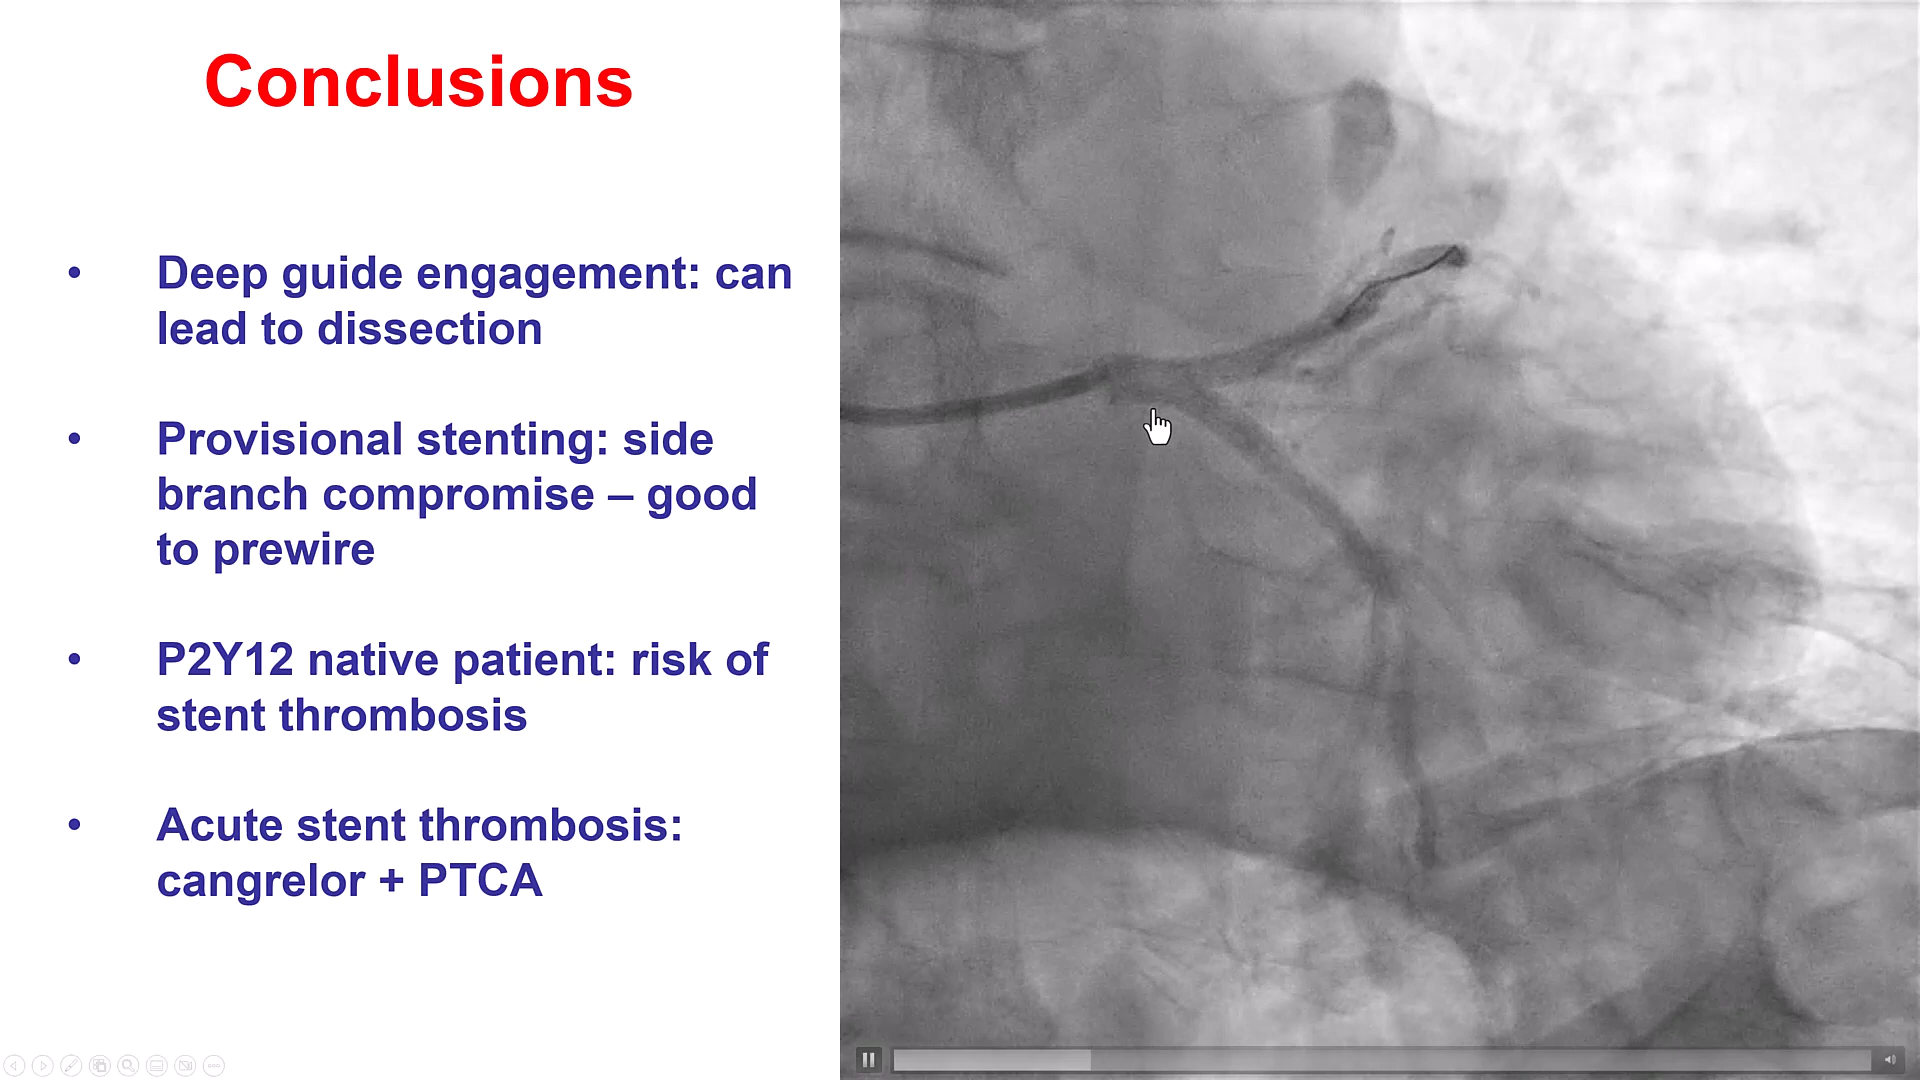 Conclusions
• Deep guide engagement: can
lead to dissection
• Provisional stenting: side
branch compromise – good
to prewire
• P2Y12 native patient: risk of
stent thrombosis
• Acute stent thrombosis:
cangrelor + PTCA